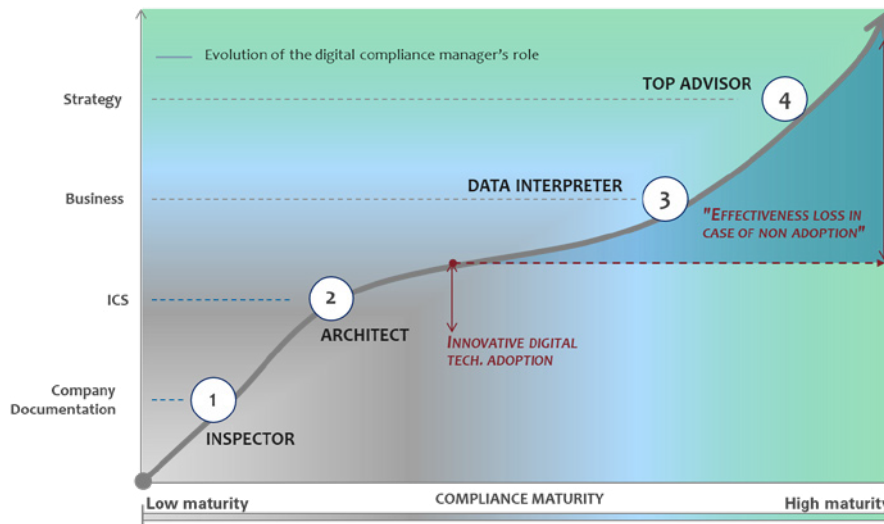 Evolution of the digital compliance manager's role
Strategy
TOP ADVISOR
4
Business
DATA INTERPRETER
3
"EFFECTIVENESS LOSS IN
CASE OF NON ADOPTION"
ICS
2
ARCHITECT
INNOVATIVE DIGITAL
TECH. ADOPTION
Company
Documentation
1
INSPECTOR
Low maturity
COMPLIANCE MATURITY
High maturity